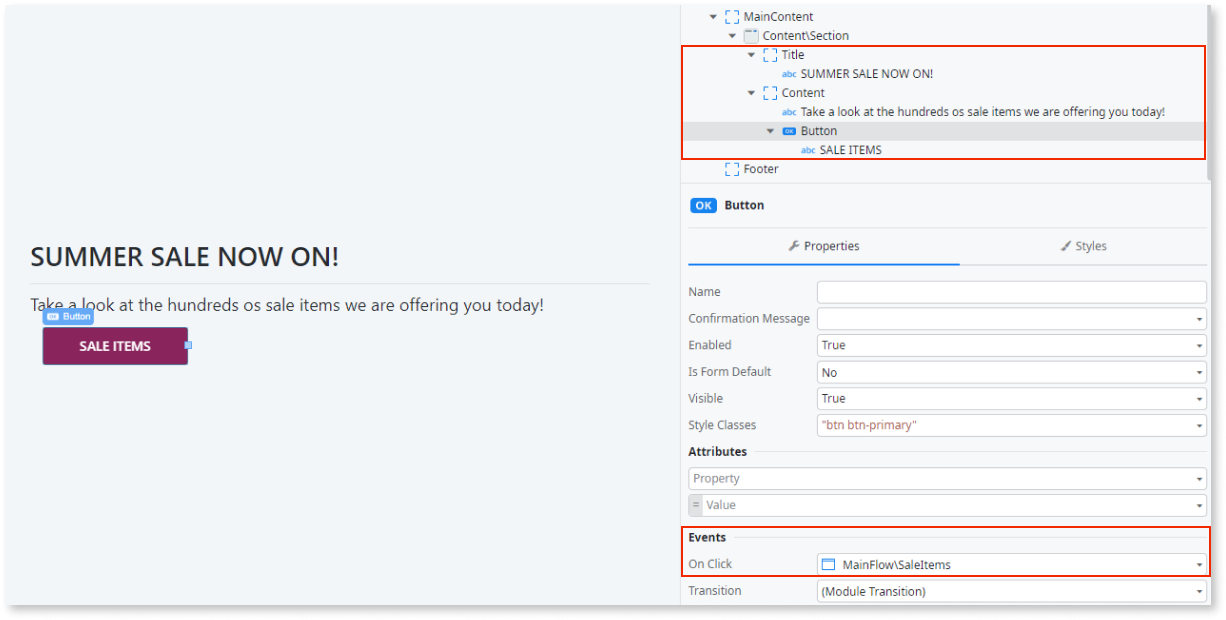 SUMMER SALE NOW ON!
Take a look at the hundreds os sale items we are offering you today!
OK Button
SALE ITEMS
MainContent
Content\Section
Title
abc SUMMER SALE NOW ON!
Content
abc Take a look at the hundreds os sale items we are offering you today!
OK Button
abc SALE ITEMS
Footer
OK Button
Properties Styles
Name
Confirmation Message
Enabled True
Is Form Default No
Visible True
Style Classes "btn btn-primary"
Attributes
Property
= Value
Events
On Click MainFlow\SaleItems
Transition (Module Transition)